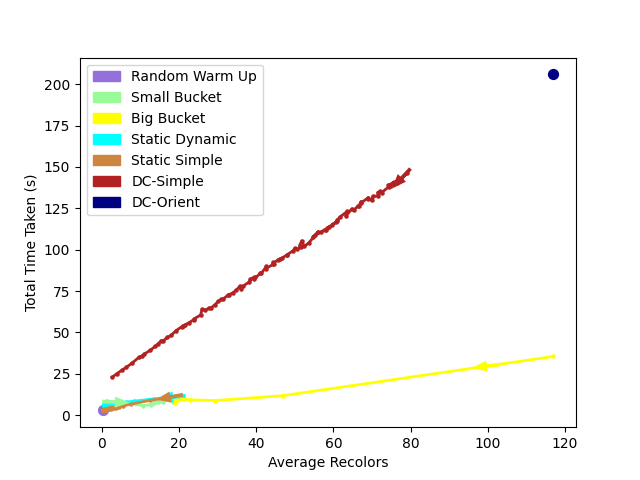 Random Warm Up
Small Bucket
Big Bucket
Static Dynamic
Static Simple
DC-Simple
DC-Orient
200
175
150
125
100
75
50
25
0
Total Time Taken (s)
0 20 40 60 80 100 120
Average Recolors